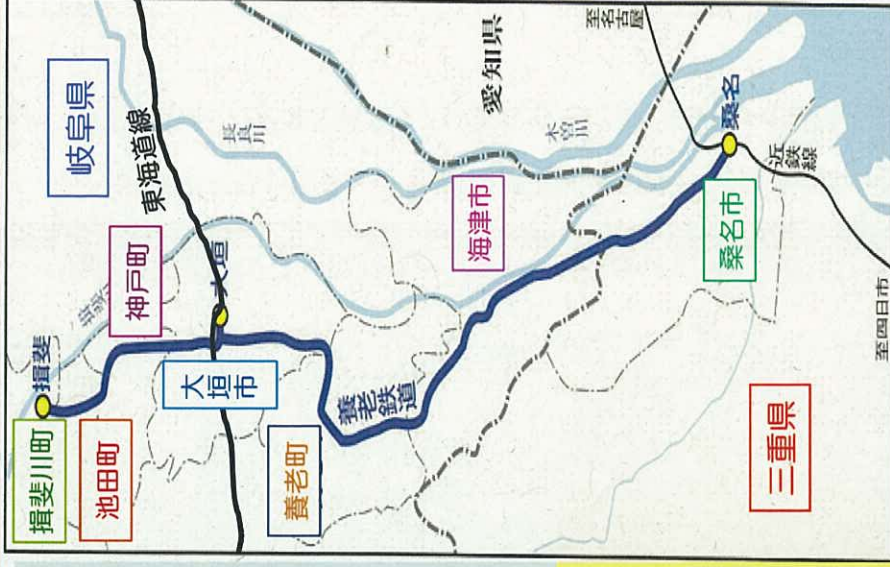 揖斐川町
池田町
揖斐
揖斐川
神戸町
岐阜県
東海道線
大垣
大垣市
長良川
養老町
養老鉄道
海津市
愛知県
木曽川
至名古屋
桑名
桑名市
近鉄線
三重県
至四日市